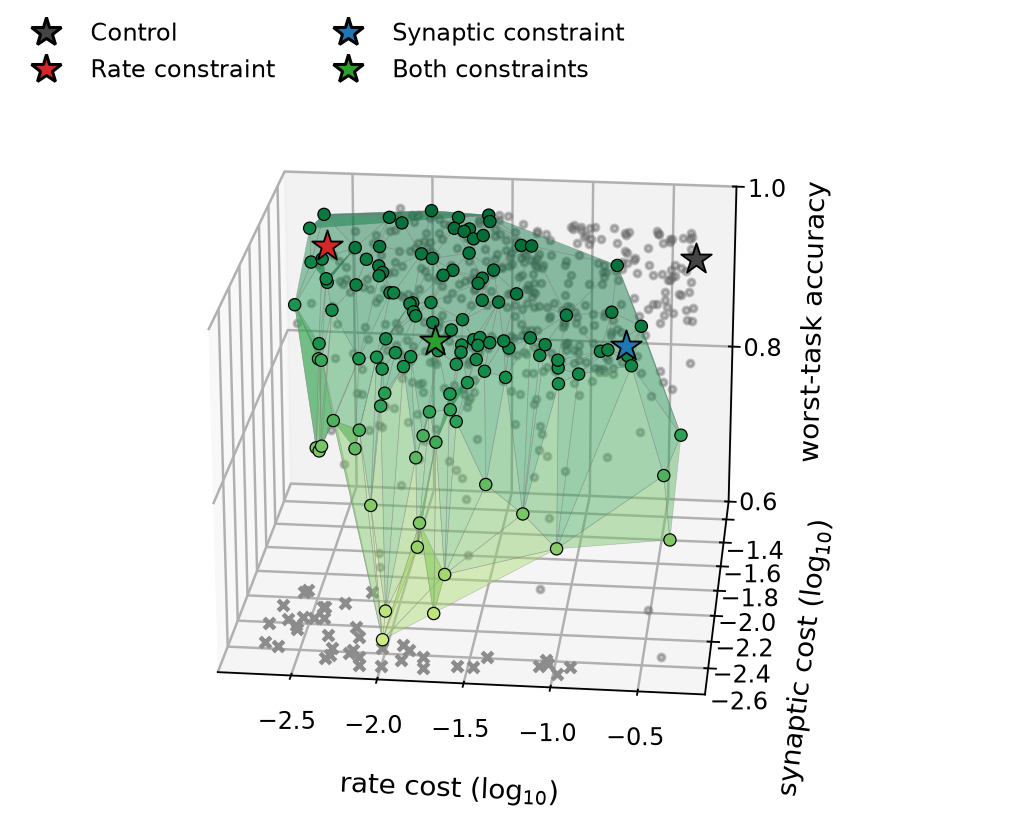 Control
Rate constraint
Synaptic constraint
Both constraints
1.0
0.8
0.6
worst-task accuracy
−1.4
−1.6
−1.8
−2.0
−2.2
−2.4
−2.6
synaptic cost (log₁₀)
−2.5 −2.0 −1.5 −1.0 −0.5
rate cost (log₁₀)